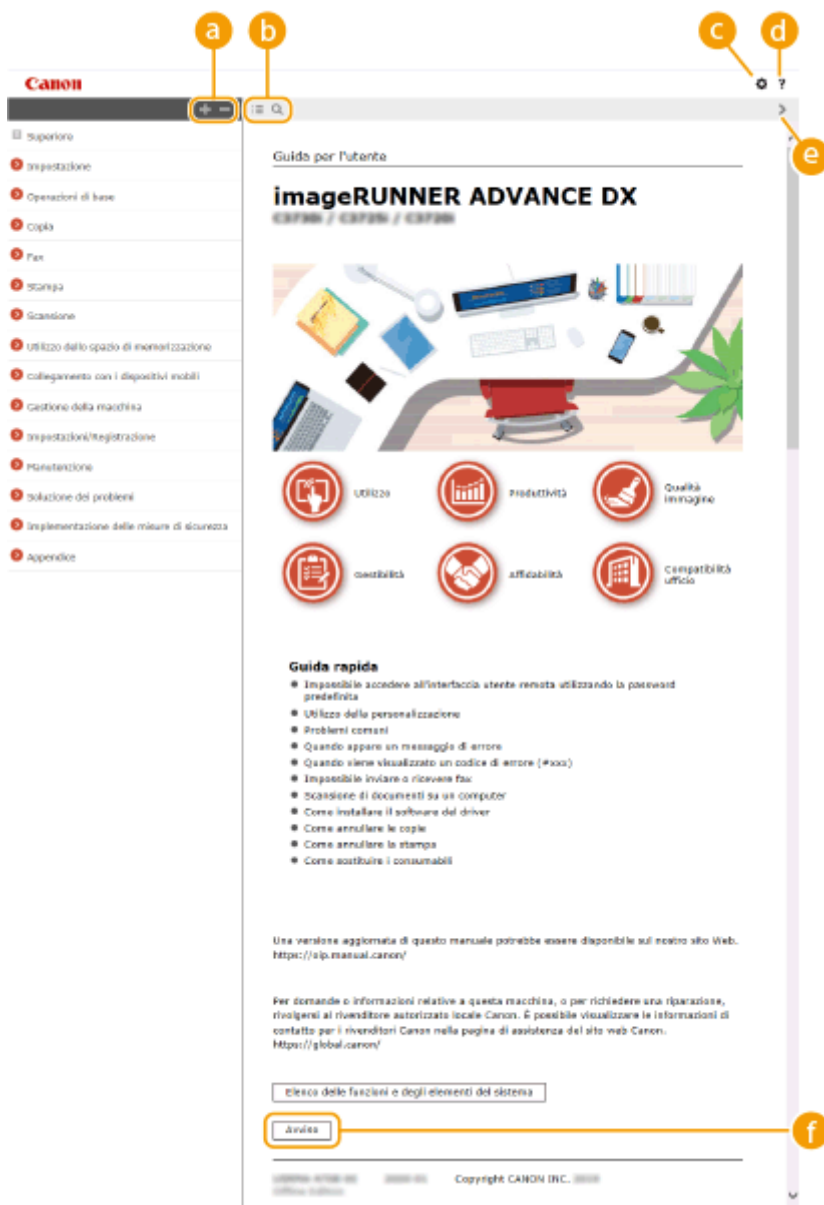 a
b
c
d
Canon
?
e
Superiore
Impostazione
Operazioni di base
Copia
Fax
Stampa
Scansione
Utilizzo dello spazio di memorizzazione
Collegamento con i dispositivi mobili
Gestione della macchina
Impostazioni/Registrazione
Manutenzione
Soluzione dei problemi
Implementazione delle misure di sicurezza
Appendice
Guida per l'utente
imageRUNNER ADVANCE DX
C3730i / C3725i / C3720i
Utilizzo
Produttività
Qualità
immagine
Gestibilità
Affidabilità
Compatibilità
ufficio
Guida rapida
Impossibile accedere all'interfaccia utente remota utilizzando la password
predefinita
Utilizzo della personalizzazione
Problemi comuni
Quando appare un messaggio di errore
Quando viene visualizzato un codice di errore (#xxx)
Impossibile inviare o ricevere fax
Scansione di documenti su un computer
Come installare il software del driver
Come annullare le copie
Come annullare la stampa
Come sostituire i consumabili
Una versione aggiornata di questo manuale potrebbe essere disponibile sul nostro sito Web.
https://oip.manual.canon/
Per domande o informazioni relative a questa macchina, o per richiedere una riparazione,
rivolgersi al rivenditore autorizzato locale Canon. È possibile visualizzare le informazioni di
contatto per i rivenditori Canon nella pagina di assistenza del sito web Canon.
https://global.canon/
Elenco delle funzioni e degli elementi del sistema
Avviso
f
Copyright CANON INC.